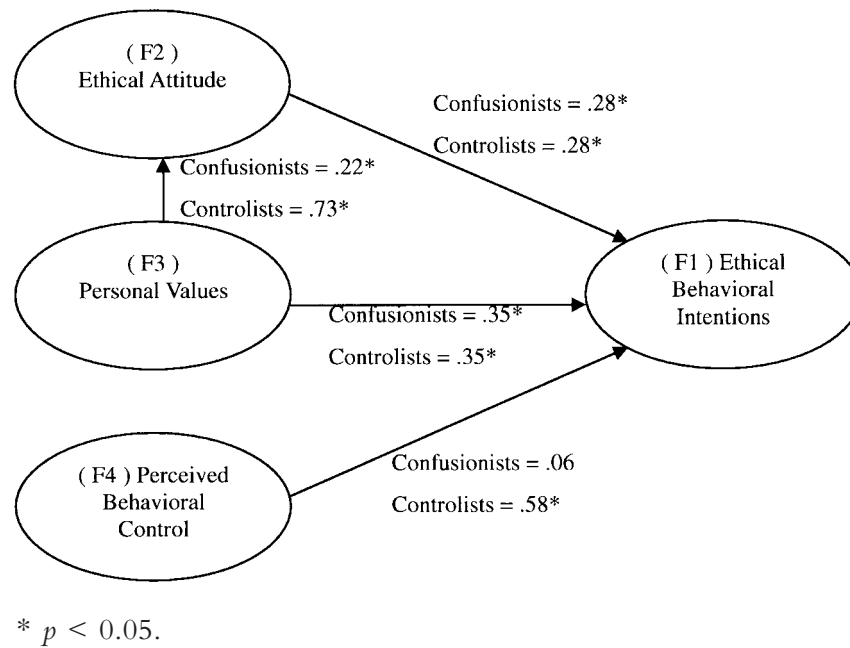 ( F2 )
Ethical Attitude
Confusionists = .28*
Controlists = .28*
Confusionists = .22*
Controlists = .73*
( F3 )
Personal Values
( F1 ) Ethical
Behavioral
Intentions
Confusionists = .35*
Controlists = .35*
( F4 ) Perceived
Behavioral
Control
Confusionists = .06
Controlists = .58*
* p < 0.05.